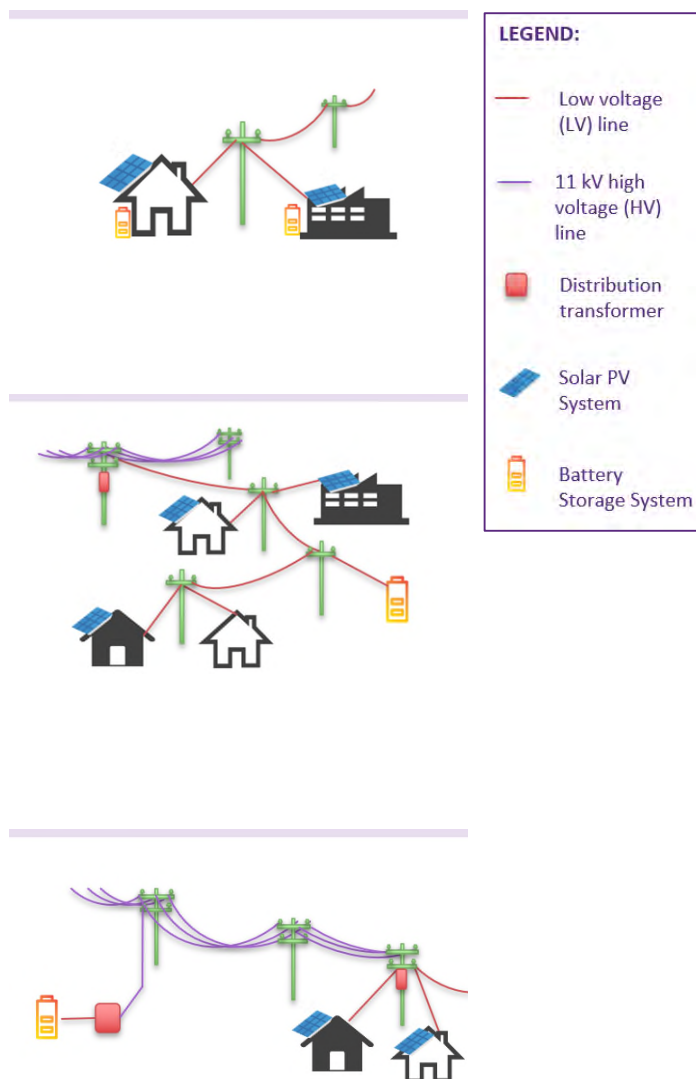 LEGEND:
Low voltage
(LV) line
11 kV high
voltage (HV)
line
Distribution
transformer
Solar PV
System
Battery
Storage System